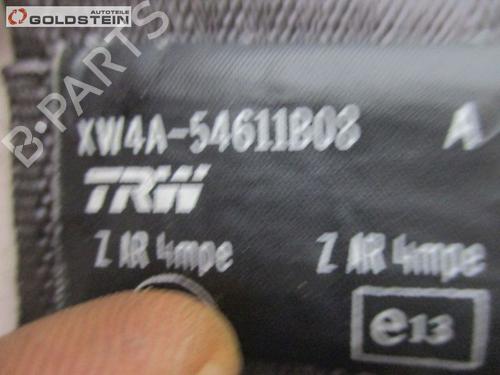 AUTOTEILE
GOLDSTEIN
B-Parts
XW4A-54611B08 A
TRW
Z AR 4mpe Z AR 4mpe
e13